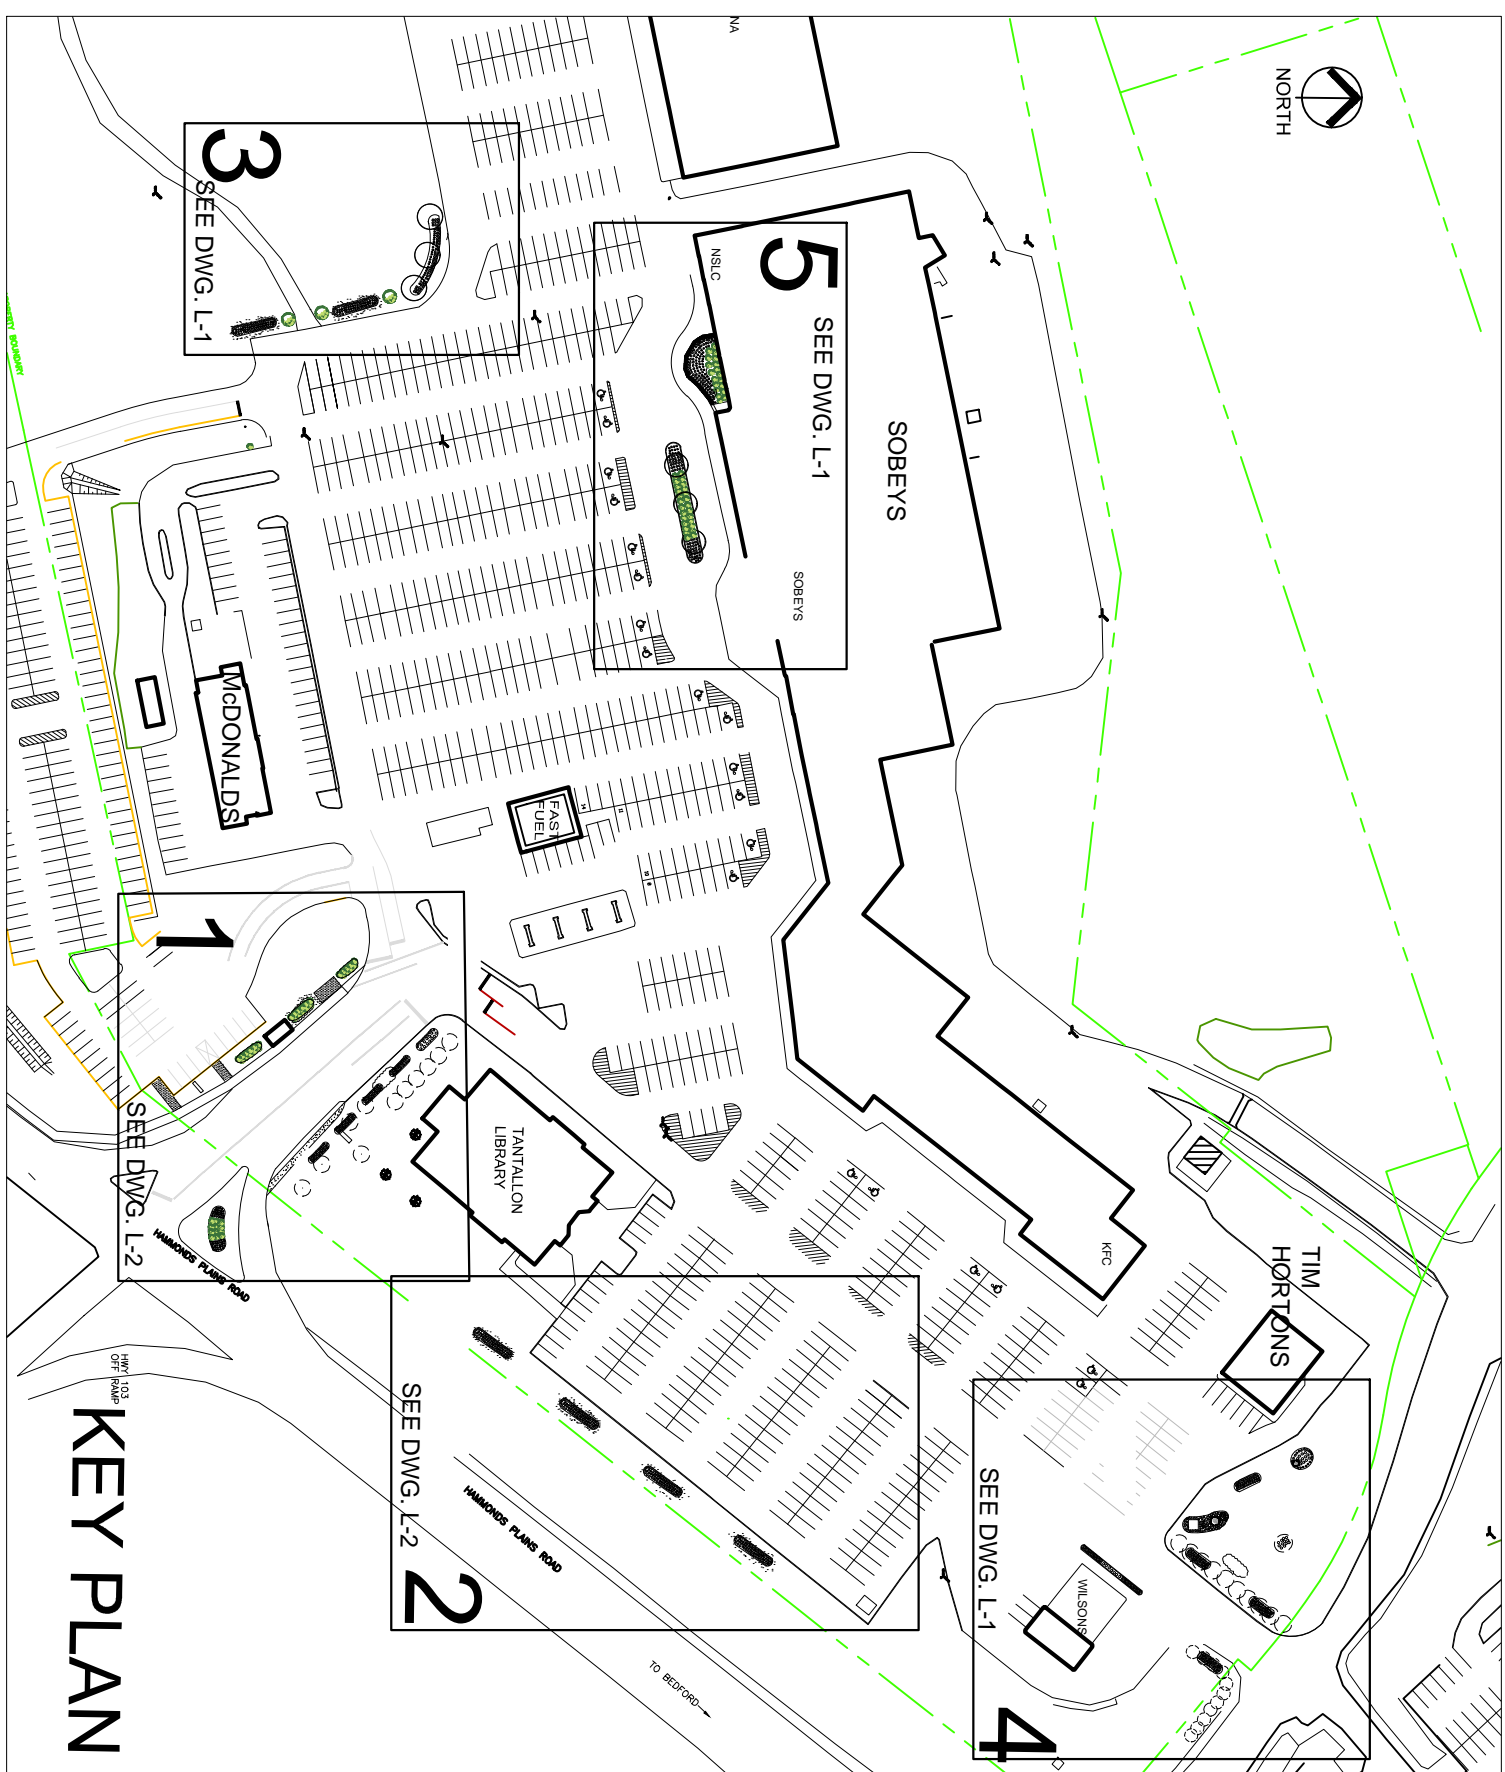 NORTH
NA
3
SEE DWG. L-1
5
SEE DWG. L-1
NSLC
SOBEYS
SOBEYS
McDONALDS
FAST
FUEL
1
SEE DWG. L-2
TANTALLON
LIBRARY
HAMMONDS PLAINS ROAD
HWY 103
OFF RAMP
KFC
TIM
HORTONS
2
SEE DWG. L-2
HAMMONDS PLAINS ROAD
TO BEDFORD
4
SEE DWG. L-1
WILSONS
KEY PLAN